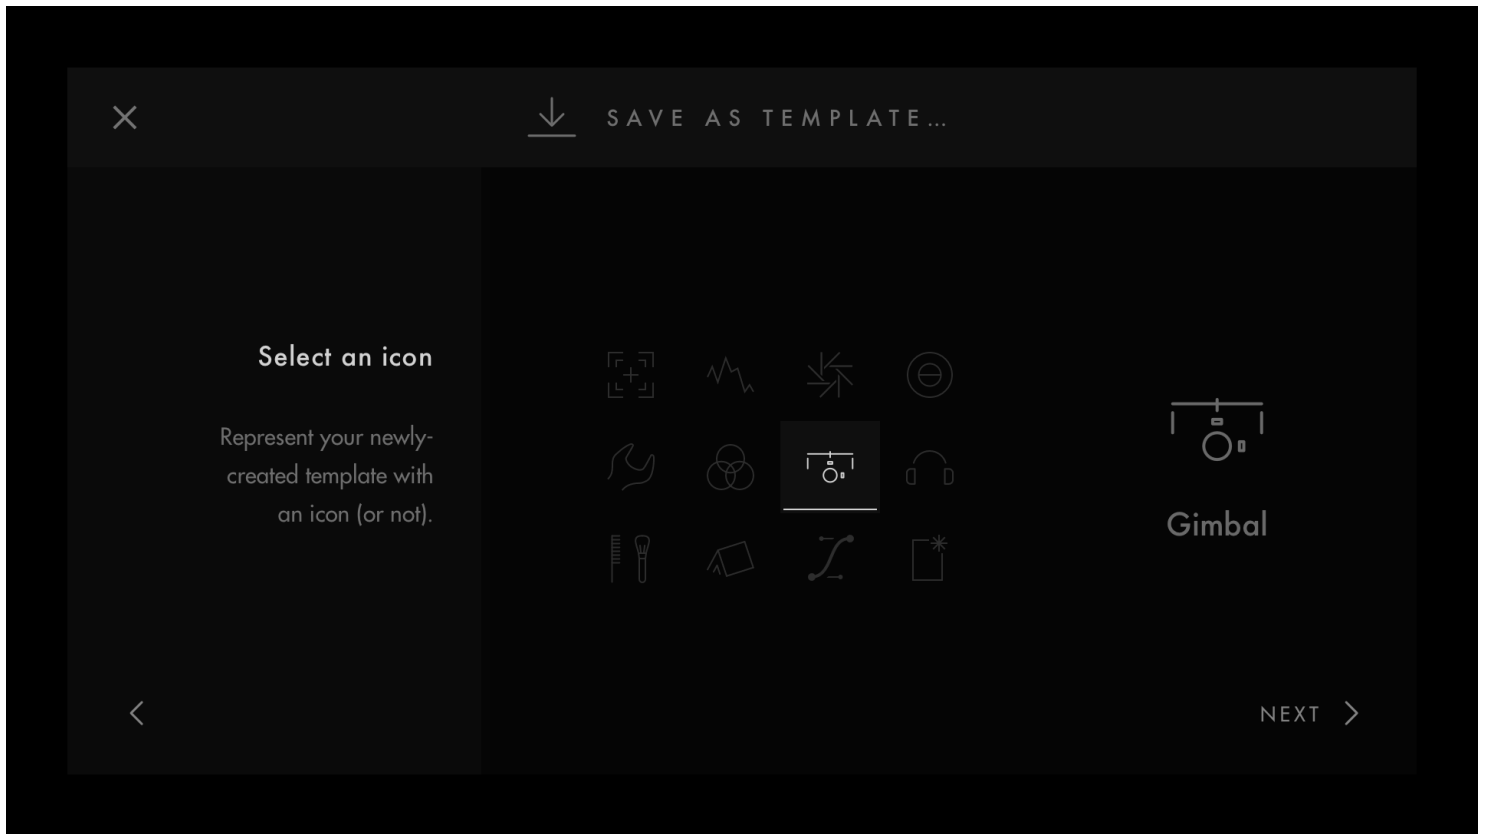 SAVE AS TEMPLATE…
Select an icon
Represent your newly-
created template with
an icon (or not).
Gimbal
NEXT